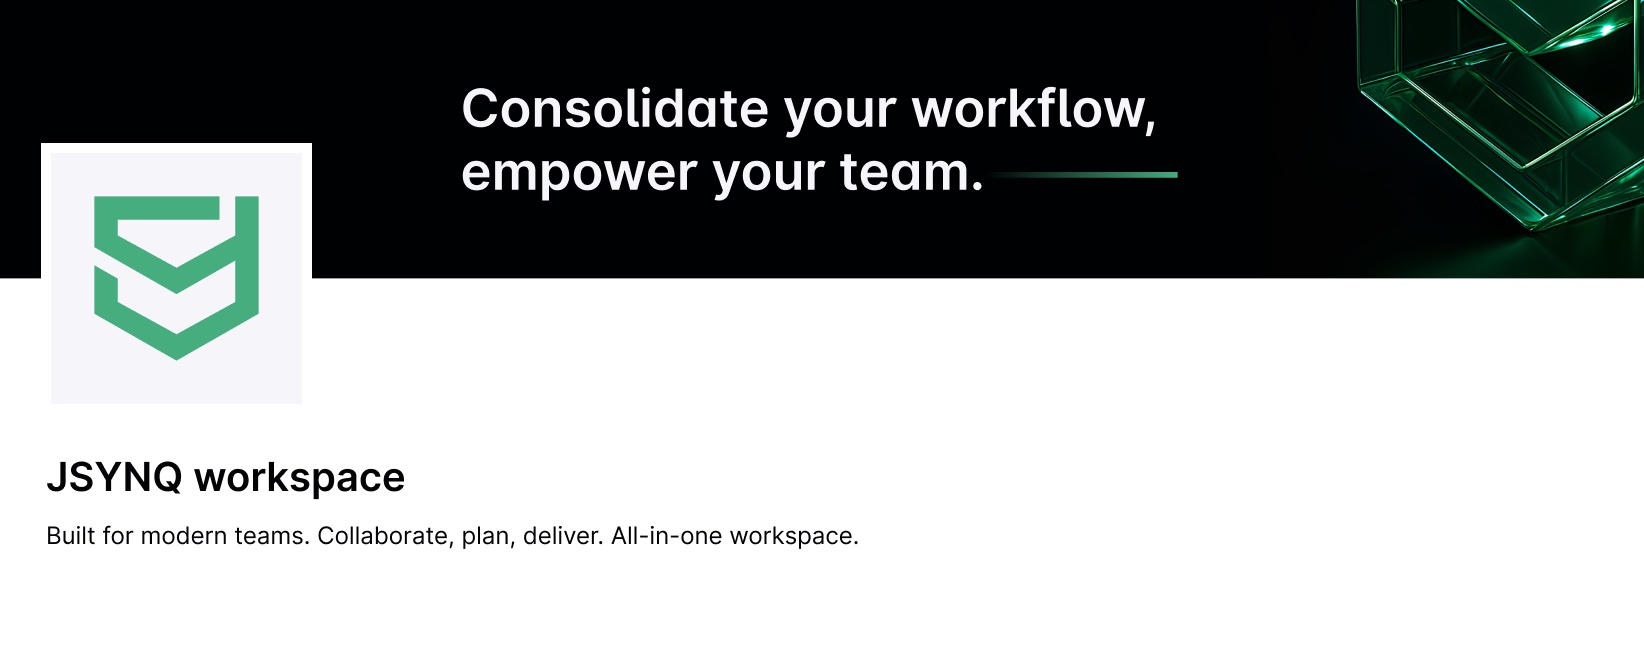 Consolidate your workflow,
empower your team.
JSYNQ workspace
Built for modern teams. Collaborate, plan, deliver. All-in-one workspace.